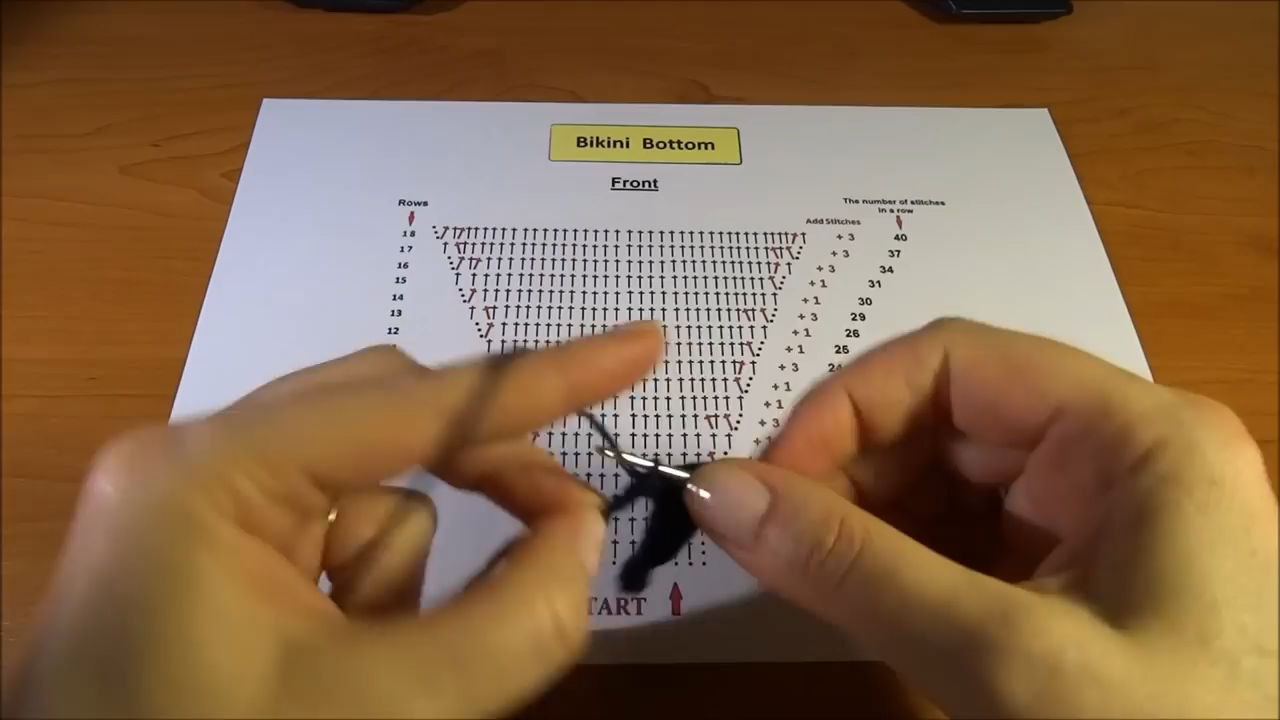 Bikini Bottom
Front
Rows
The number of stitches
in a row
Add Stitches
18 + 3 40
17 + 3 37
16 + 3 34
15 + 1 31
14 + 1 30
13 + 3 29
12 + 1 26
+ 1 25
+ 3
+ 1
+ 1
+ 3